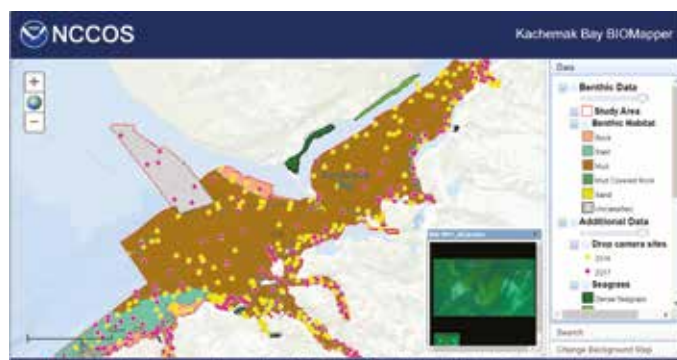 NCCOS
Kachemak Bay BIOMapper
Data
Benthic Data
Study Area
Benthic Habitat
Rock
Mud
Mud Covered Rock
Sand
Unclassified
Additional Data
Drop camera sites
2016
2017
Seagrass
Dense Seagrass
Search
Change Background Map